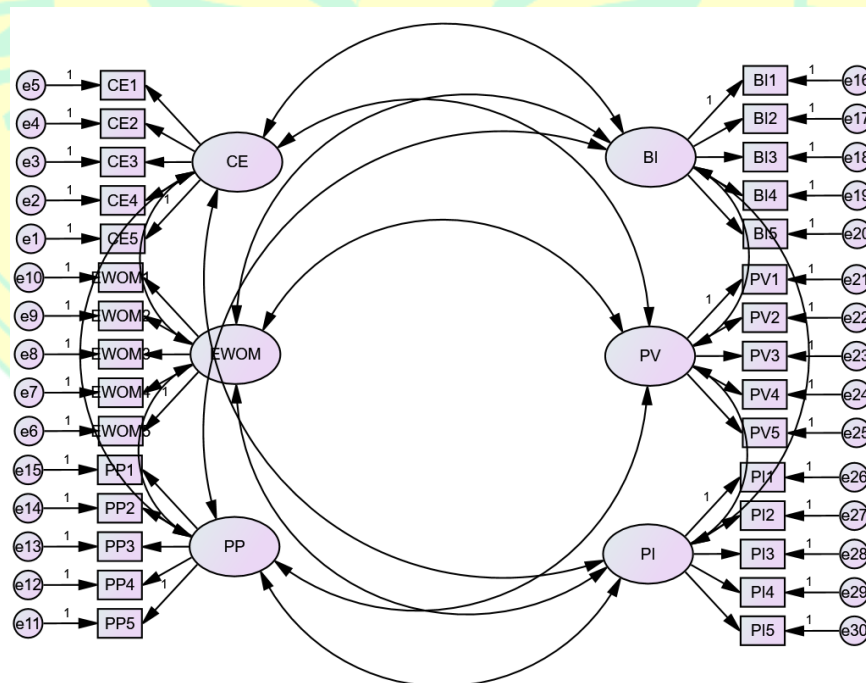 e5 1 CE1
e4 1 CE2
e3 1 CE3
e2 1 CE4
1
e1 1 CE5
CE
e10 1 EWOM1
e9 1 EWOM2
e8 1 EWOM3
e7 1 EWOM4
1
e6 1 EWOM5
EWOM
e15 1 PP1
e14 1 PP2
e13 1 PP3
e12 1 PP4
1
e11 1 PP5
PP
BI
1
BI1 1 e16
BI2 1 e17
BI3 1 e18
BI4 1 e19
BI5 1 e20
PV
1
PV1 1 e21
PV2 1 e22
PV3 1 e23
PV4 1 e24
PV5 1 e25
PI
1
PI1 1 e26
PI2 1 e27
PI3 1 e28
PI4 1 e29
PI5 1 e30